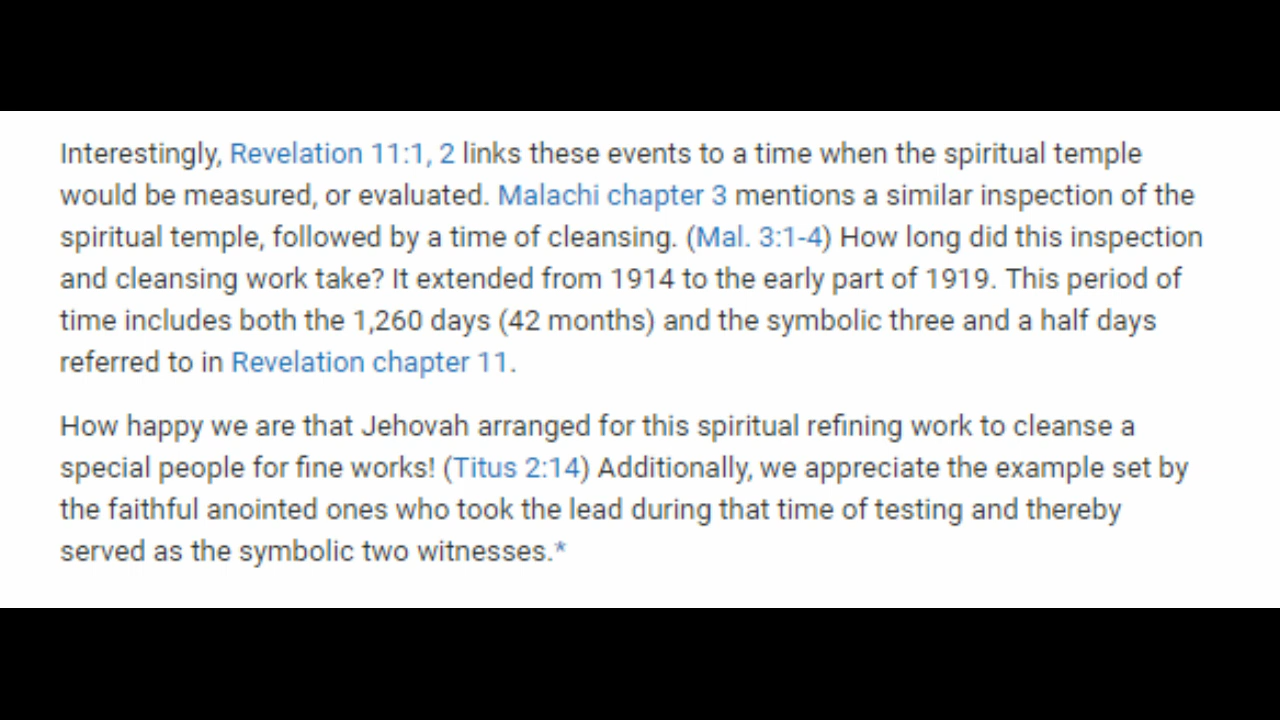 Interestingly, Revelation 11:1, 2 links these events to a time when the spiritual temple
would be measured, or evaluated. Malachi chapter 3 mentions a similar inspection of the
spiritual temple, followed by a time of cleansing. (Mal. 3:1-4) How long did this inspection
and cleansing work take? It extended from 1914 to the early part of 1919. This period of
time includes both the 1,260 days (42 months) and the symbolic three and a half days
referred to in Revelation chapter 11.
How happy we are that Jehovah arranged for this spiritual refining work to cleanse a
special people for fine works! (Titus 2:14) Additionally, we appreciate the example set by
the faithful anointed ones who took the lead during that time of testing and thereby
served as the symbolic two witnesses.*